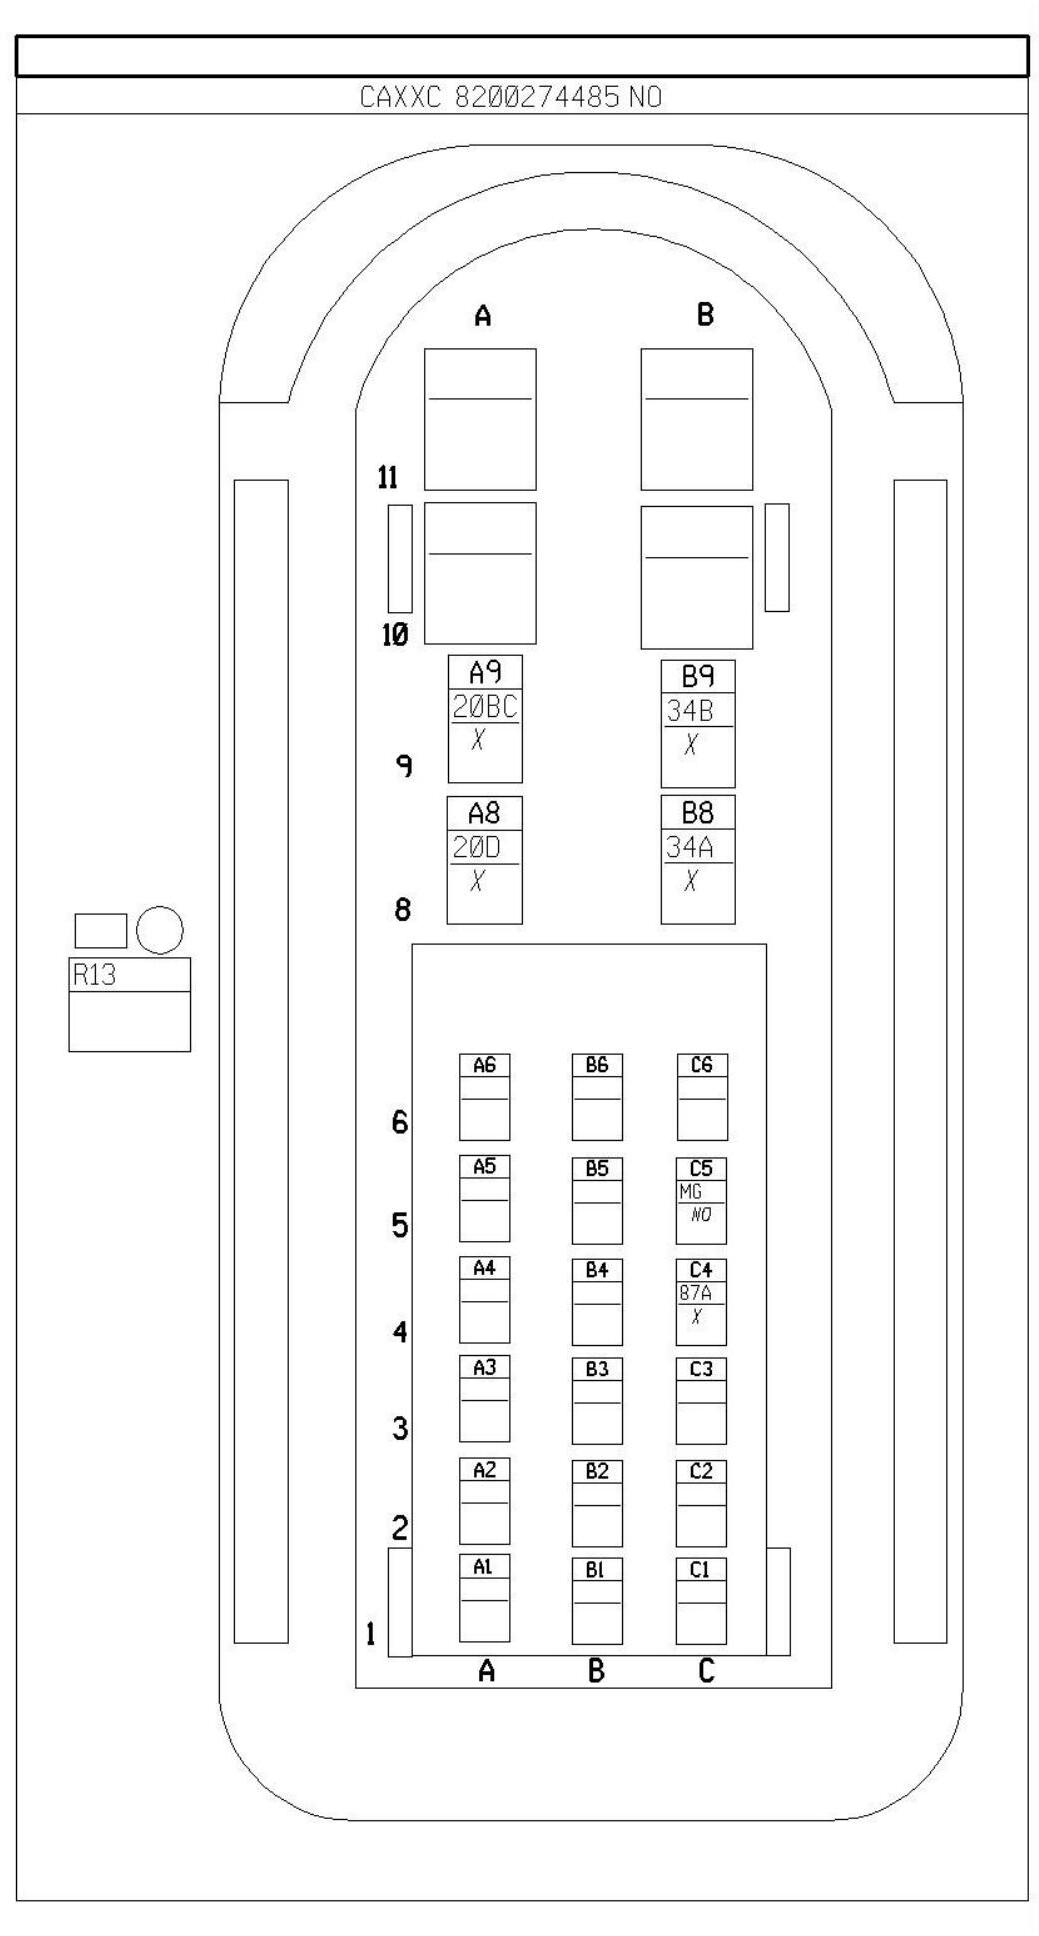 CAXXC 8200274485 NO
A B
11
10
A9 B9
20BC 34B
X X
9
A8 B8
20D 34A
X X
8
R13
A6 B6 C6
6
A5 B5 C5
MG
NO
5
A4 B4 C4
87A
X
4
A3 B3 C3
3
A2 B2 C2
2
A1 B1 C1
1
A B C